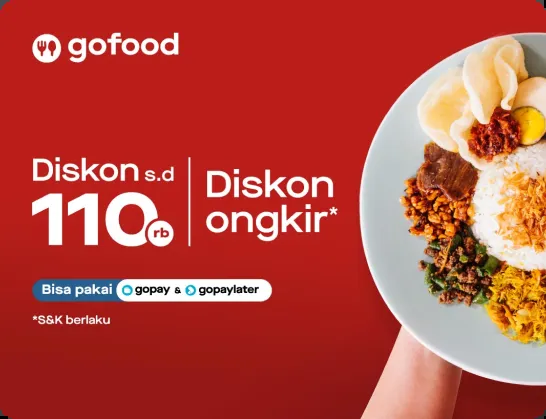 gofood
Diskon s.d
110rb
Diskon
ongkir*
Bisa pakai gopay & gopaylater
*S&K berlaku